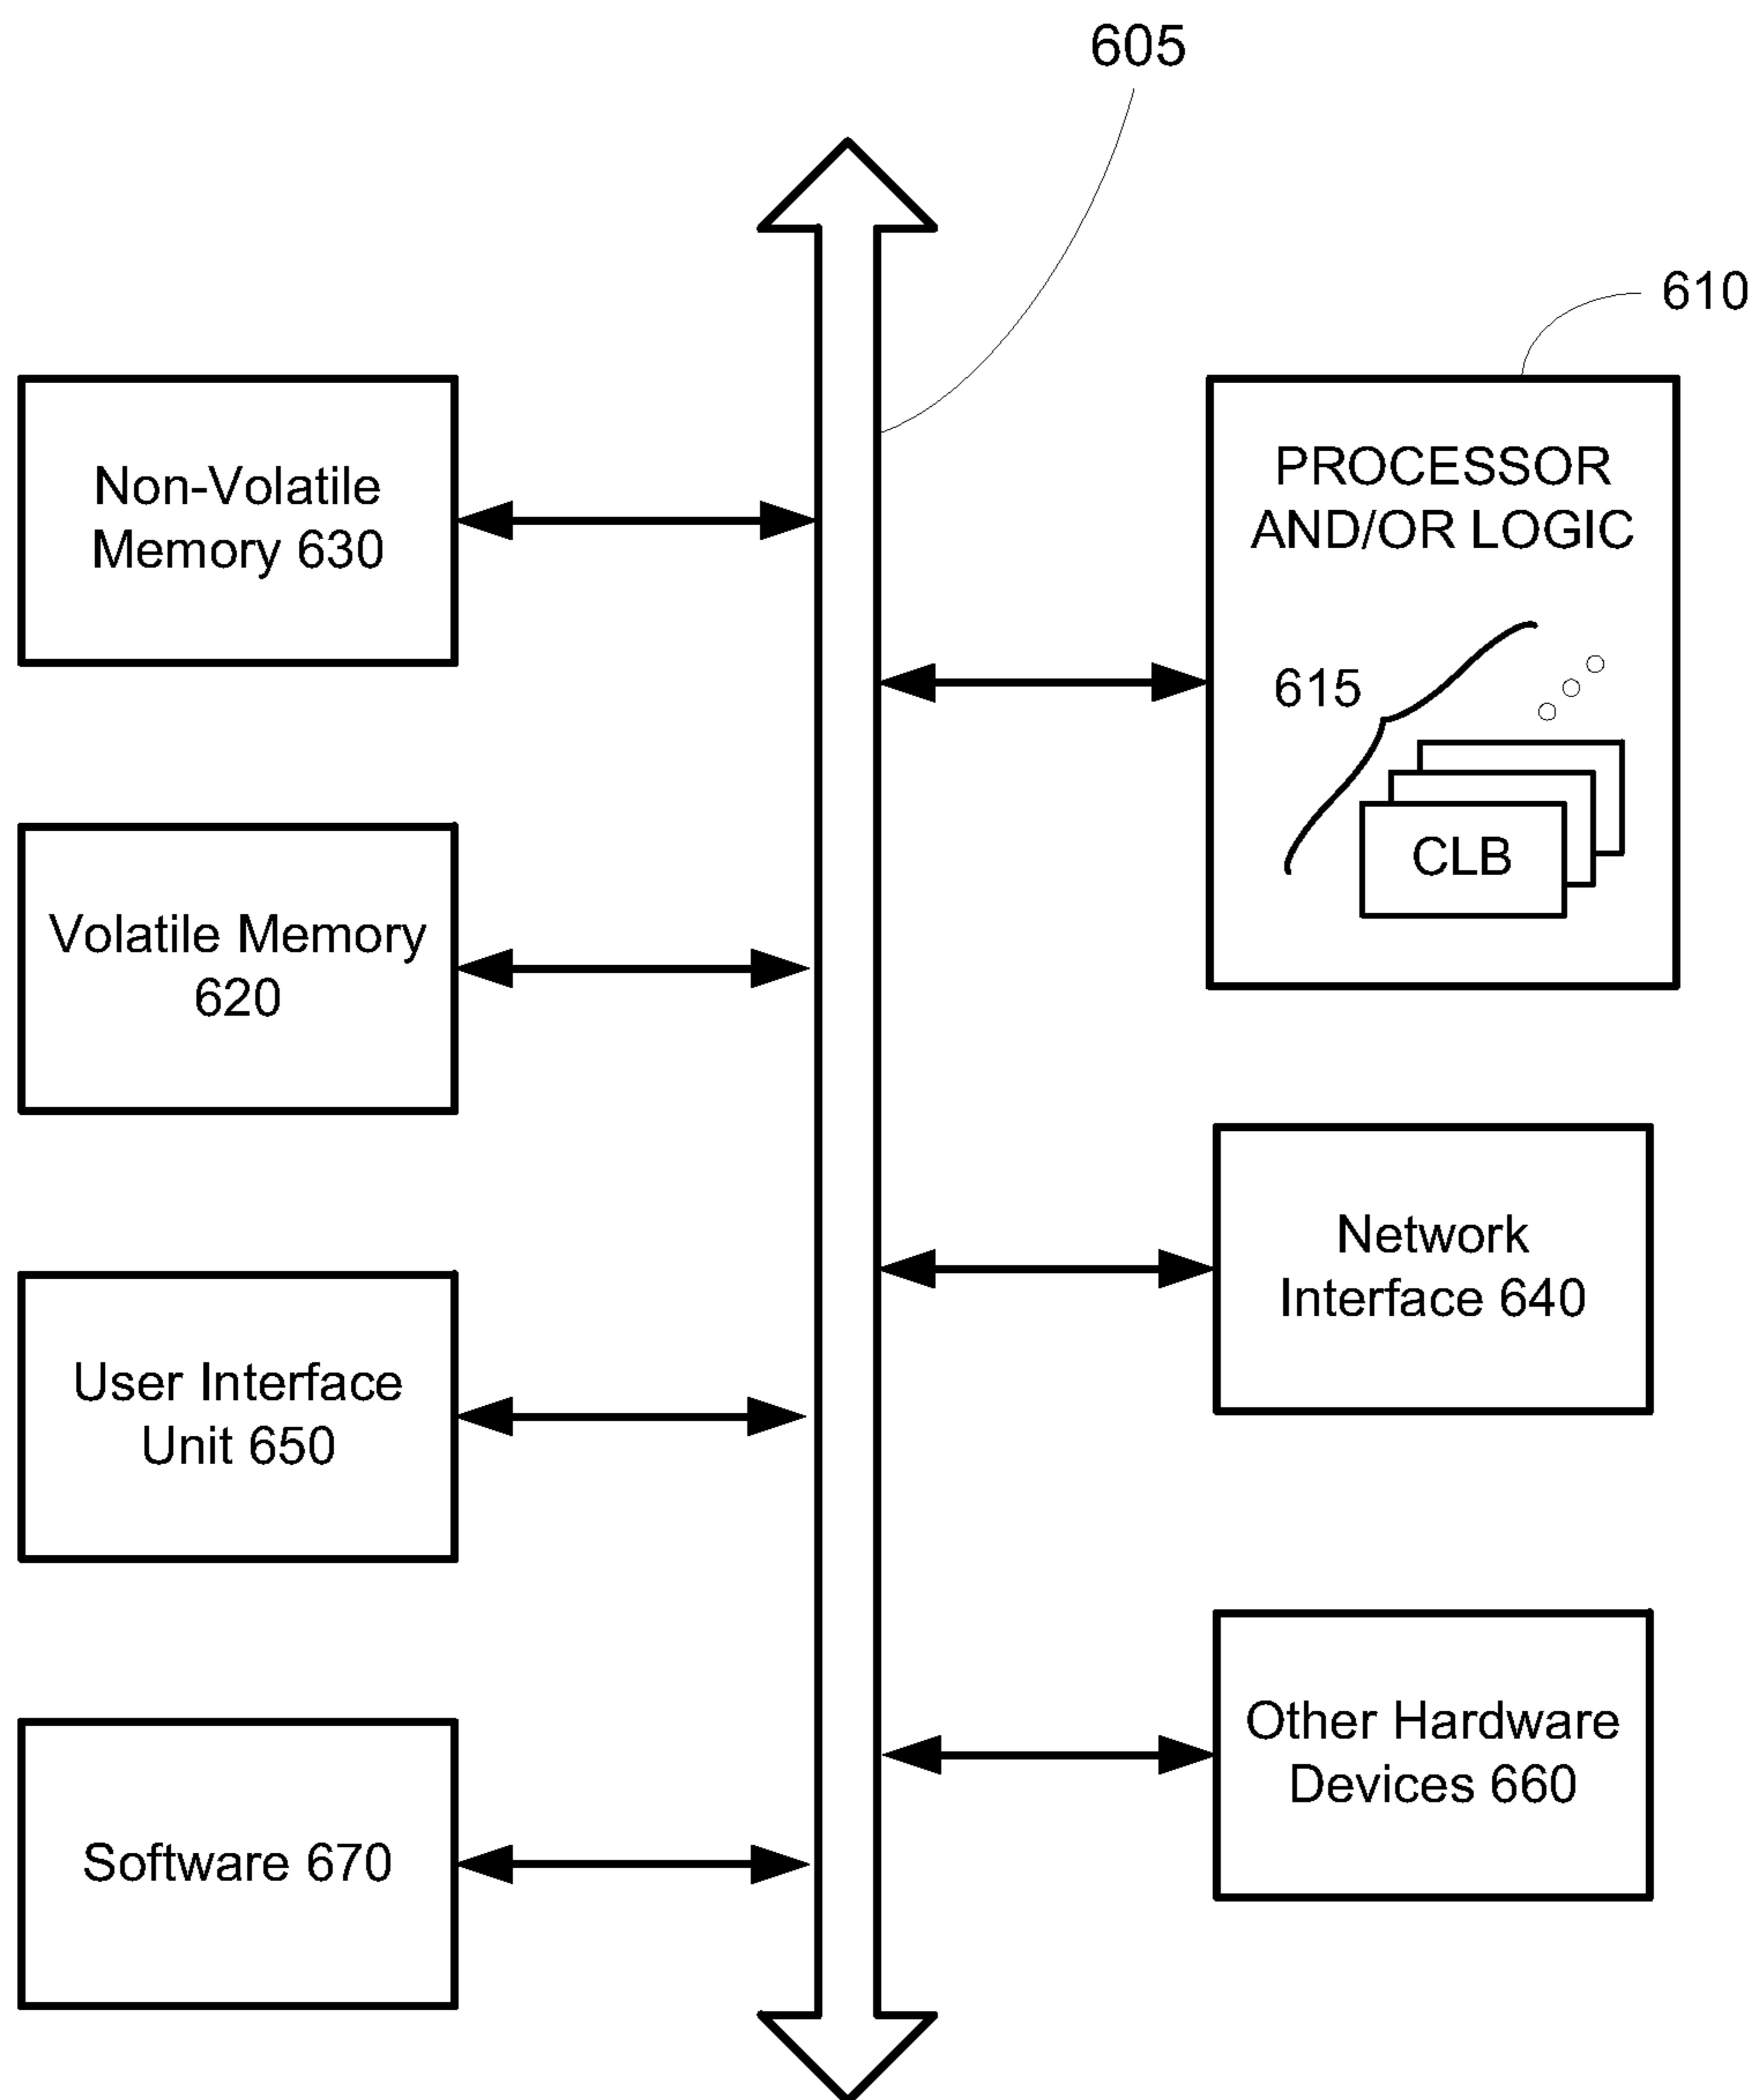 605
610
Non-Volatile
Memory 630
PROCESSOR
AND/OR LOGIC
615
CLB
Volatile Memory
620
Network
Interface 640
User Interface
Unit 650
Other Hardware
Devices 660
Software 670